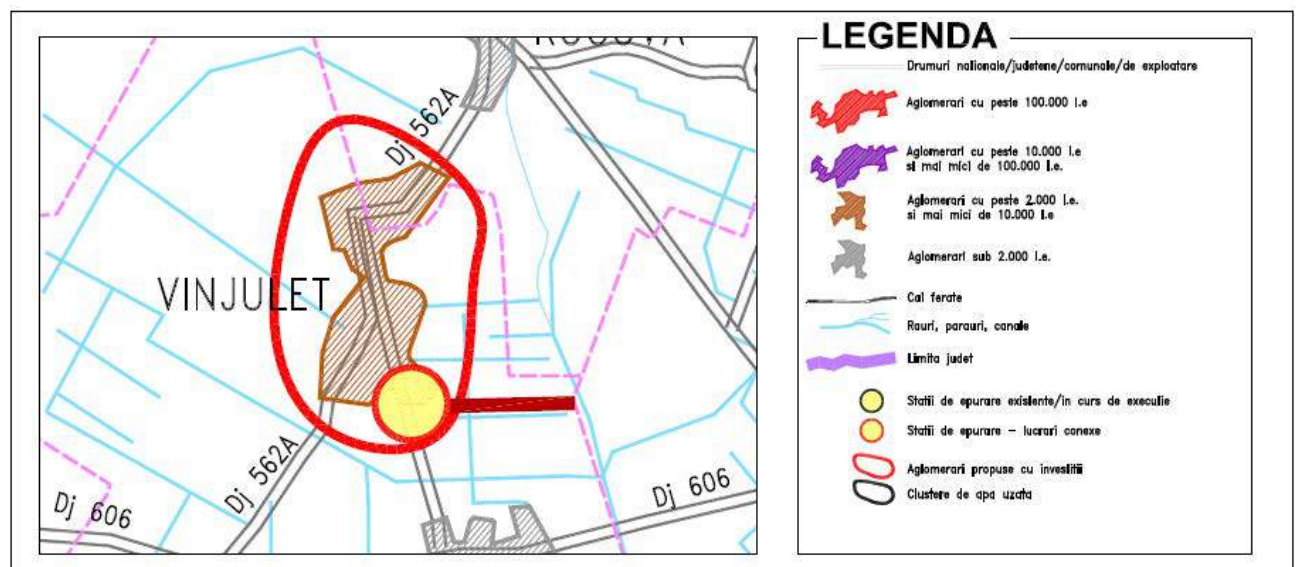 Dj 562A
VINJULET
Dj 562A
Dj 606
Dj 606
LEGENDA
Drumuri nationale/judetene/comunale/de exploatare
Aglomerari cu peste 100.000 l.e
Aglomerari cu peste 10.000 l.e
si mai mici de 100.000 l.e.
Aglomerari cu peste 2.000 l.e.
si mai mici de 10.000 l.e
Aglomerari sub 2.000 l.e.
Cai ferate
Rauri, parauri, canale
Limita judet
Statii de epurare existente/in curs de executie
Statii de epurare – lucrari conexe
Aglomerari propuse cu investitii
Clustere de apa uzata